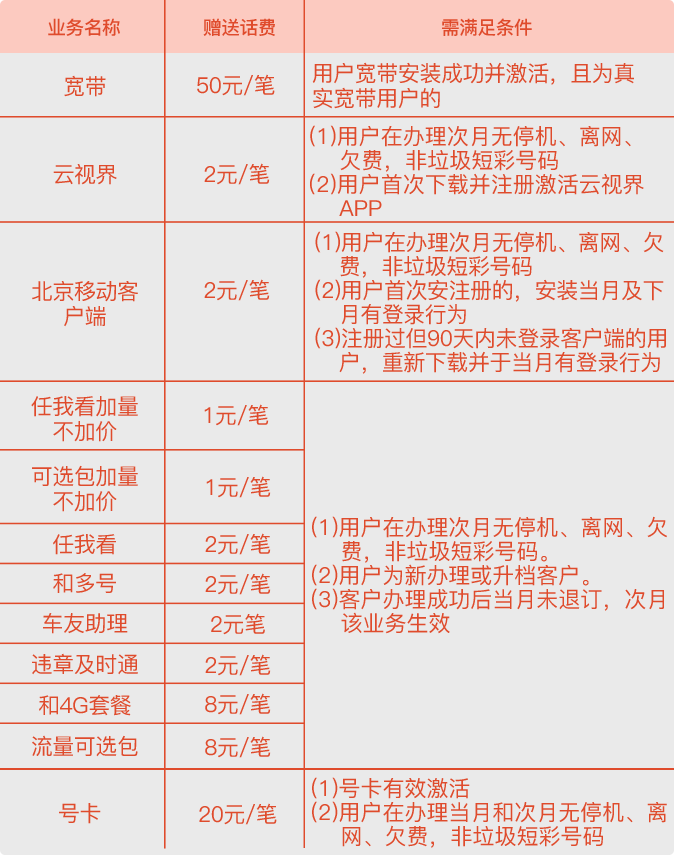 业务名称 赠送话费 需满足条件
宽带 50元/笔 用户宽带安装成功并激活，且为真
实宽带用户的
云视界 2元/笔 (1)用户在办理次月无停机、离网、
欠费，非垃圾短彩号码
(2)用户首次下载并注册激活云视界
APP
北京移动客
户端
2元/笔
(1)用户在办理次月无停机、离网、欠
费，非垃圾短彩号码
(2)用户首次安注册的，安装当月及下
月有登录行为
(3)注册过但90天内未登录客户端的用
户，重新下载并于当月有登录行为
任我看加量
不加价
1元/笔
可选包加量
不加价
1元/笔
任我看 2元/笔
和多号 2元/笔
车友助理 2元笔
违章及时通 2元/笔
和4G套餐 8元/笔
流量可选包 8元/笔
(1)用户在办理次月无停机、离网、欠
费，非垃圾短彩号码。
(2)用户为新办理或升档客户。
(3)客户办理成功后当月未退订，次月
该业务生效
号卡 20元/笔
(1)号卡有效激活
(2)用户在办理当月和次月无停机、离
网、欠费，非垃圾短彩号码